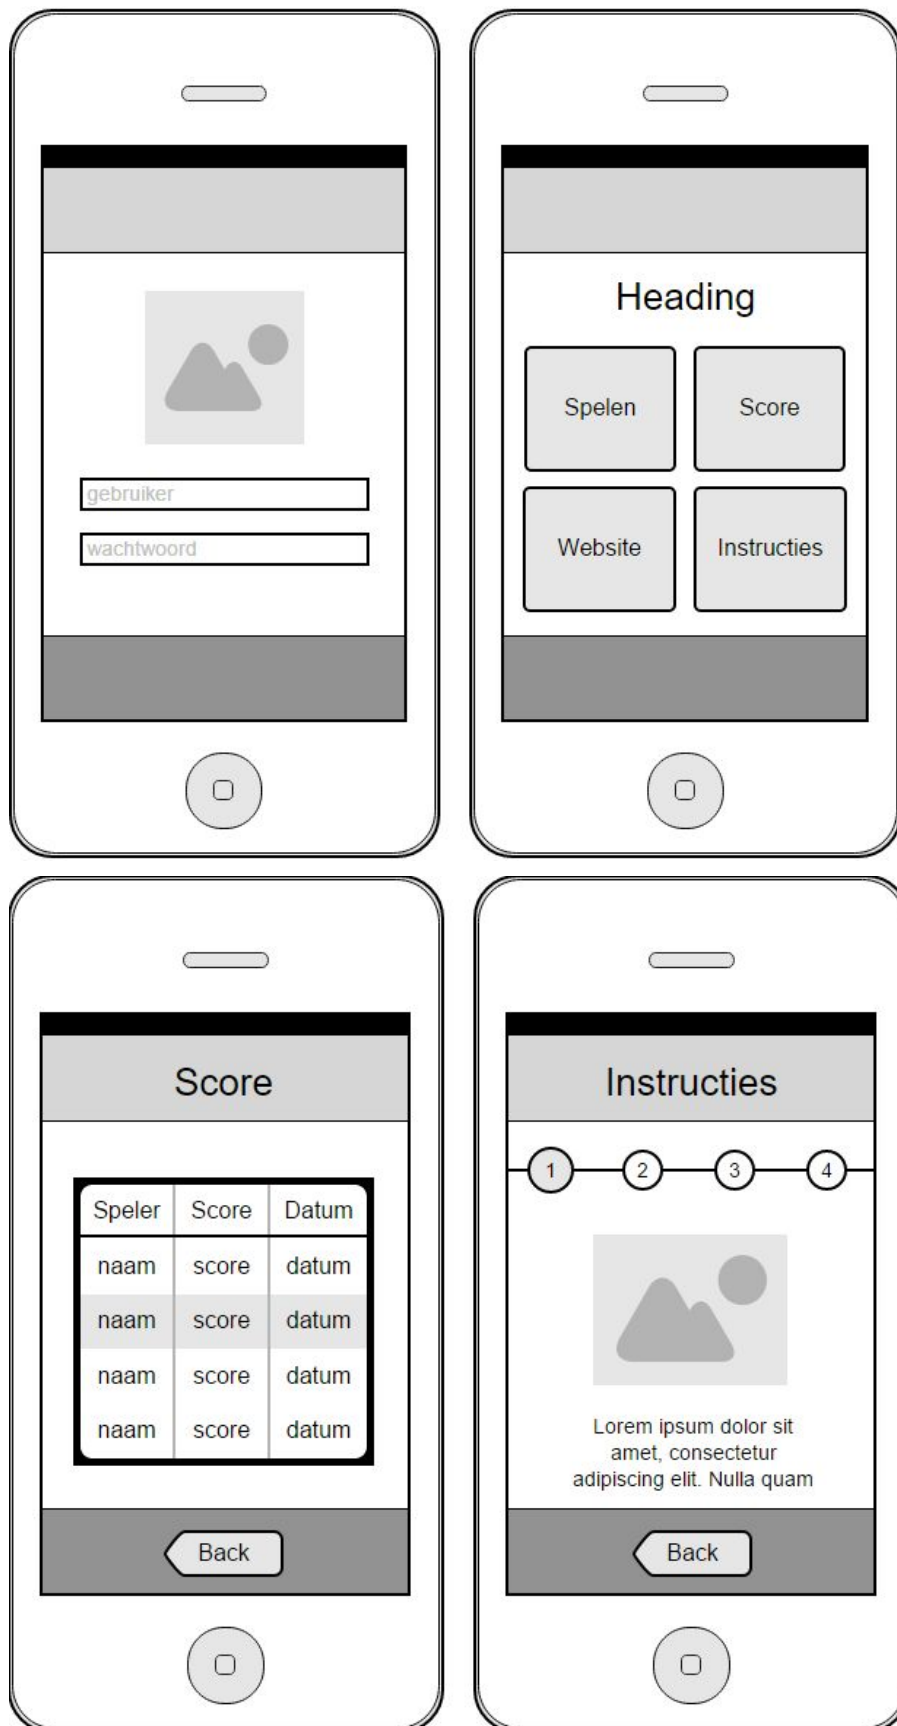 gebruiker
wachtwoord
Heading
Spelen Score
Website Instructies
Score
Speler Score Datum
naam score datum
naam score datum
naam score datum
naam score datum
Back
Instructies
1 2 3 4
Lorem ipsum dolor sit
amet, consectetur
adipiscing elit. Nulla quam
Back